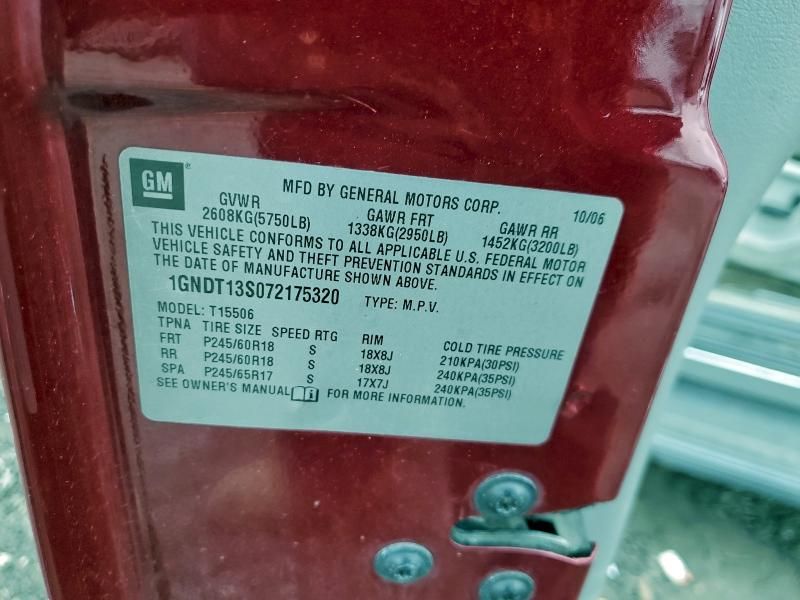 GM
MFD BY GENERAL MOTORS CORP. 10/06
GVWR GAWR FRT GAWR RR
2608KG(5750LB) 1338KG(2950LB) 1452KG(3200LB)
THIS VEHICLE CONFORMS TO ALL APPLICABLE U.S. FEDERAL MOTOR
VEHICLE SAFETY AND THEFT PREVENTION STANDARDS IN EFFECT ON
THE DATE OF MANUFACTURE SHOWN ABOVE.
1GNDT13S072175320 TYPE: M.P.V.
MODEL: T15506
TPNA TIRE SIZE SPEED RTG RIM COLD TIRE PRESSURE
FRT P245/60R18 S 18X8J 210KPA(30PSI)
RR P245/60R18 S 18X8J 240KPA(35PSI)
SPA P245/65R17 S 17X7J 240KPA(35PSI)
SEE OWNER'S MANUAL FOR MORE INFORMATION.